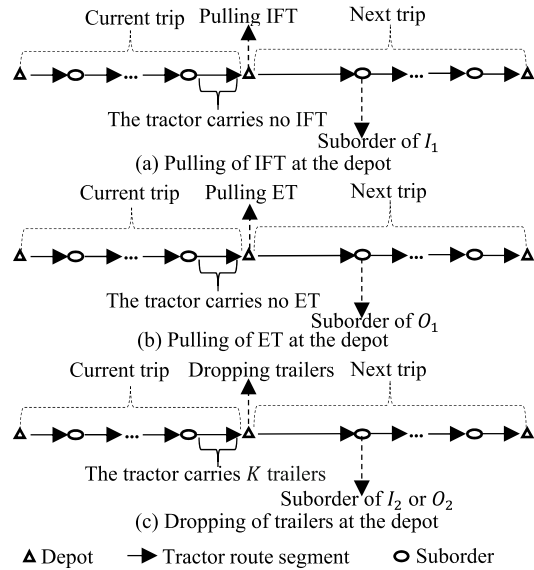 Current trip Pulling IFT Next trip
...
...
The tractor carries no IFT
Suborder of I₁
(a) Pulling of IFT at the depot
Current trip Pulling ET Next trip
...
...
The tractor carries no ET
Suborder of O₁
(b) Pulling of ET at the depot
Current trip Dropping trailers Next trip
...
...
The tractor carries K trailers
Suborder of I₂ or O₂
(c) Dropping of trailers at the depot
Depot Tractor route segment Suborder